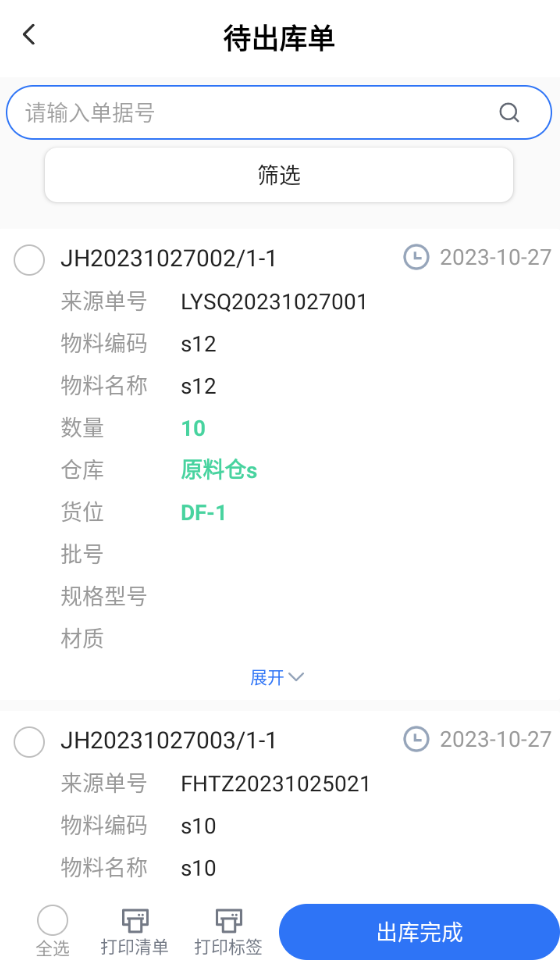 待出库单
请输入单据号
筛选
JH20231027002/1-1 2023-10-27
来源单号 LYSQ20231027001
物料编码 s12
物料名称 s12
数量 10
仓库 原料仓s
货位 DF-1
批号
规格型号
材质
展开
JH20231027003/1-1 2023-10-27
来源单号 FHTZ20231025021
物料编码 s10
物料名称 s10
全选 打印清单 打印标签 出库完成